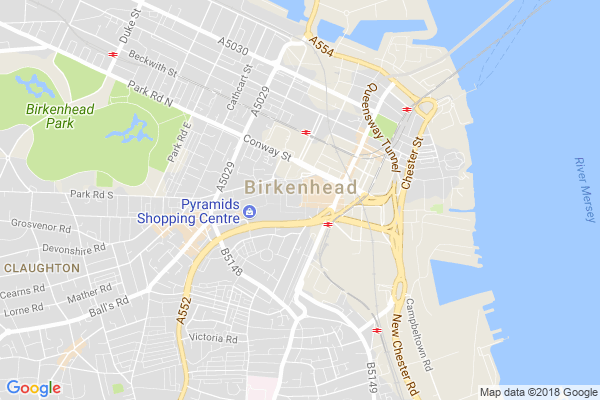 Duke St
A5030
A554
Beckwith St
Cathcart St
A5029
Park Rd N
Queensway Tunnel
Birkenhead
Park
Park Rd E
Conway St
Chester St
River Mersey
A5029
Birkenhead
Park Rd S
Pyramids
Shopping Centre
Grosvenor Rd
Devonshire Rd
B5148
CLAUGHTON
Cearns Rd
Mather Rd
Lorne Rd
Ball's Rd
A552
Campbeltown Rd
New Chester Rd
Victoria Rd
B5149
Google
Map data ©2018 Google